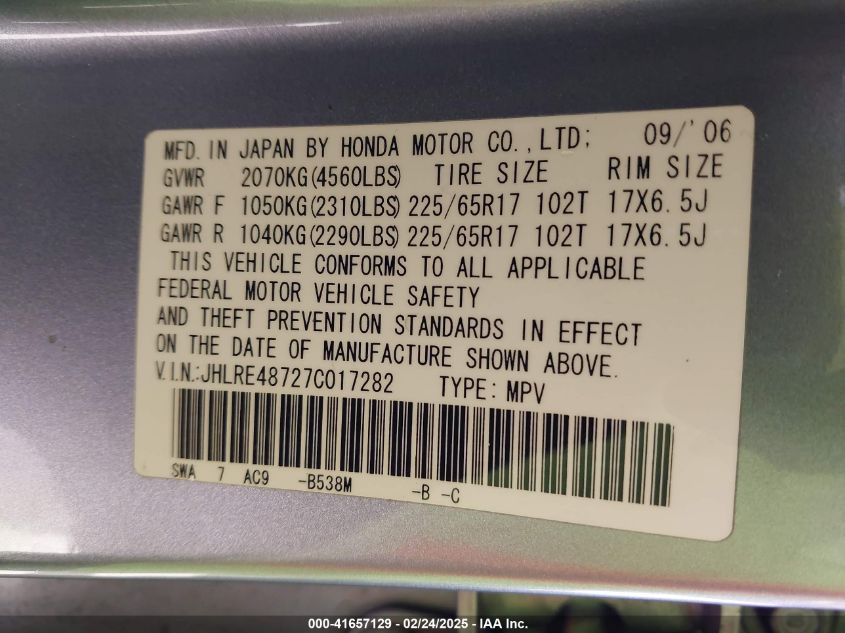 MFD. IN JAPAN BY HONDA MOTOR CO.,LTD; 09/'06
GVWR 2070KG(4560LBS) TIRE SIZE RIM SIZE
GAWR F 1050KG(2310LBS) 225/65R17 102T 17X6.5J
GAWR R 1040KG(2290LBS) 225/65R17 102T 17X6.5J
THIS VEHICLE CONFORMS TO ALL APPLICABLE
FEDERAL MOTOR VEHICLE SAFETY
AND THEFT PREVENTION STANDARDS IN EFFECT
ON THE DATE OF MANUFACTURE SHOWN ABOVE.
V.I.N.:JHLRE48727C017282 TYPE: MPV
SWA 7 AC9 -B538M -B -C
000-41657129 - 02/24/2025 - IAA Inc.